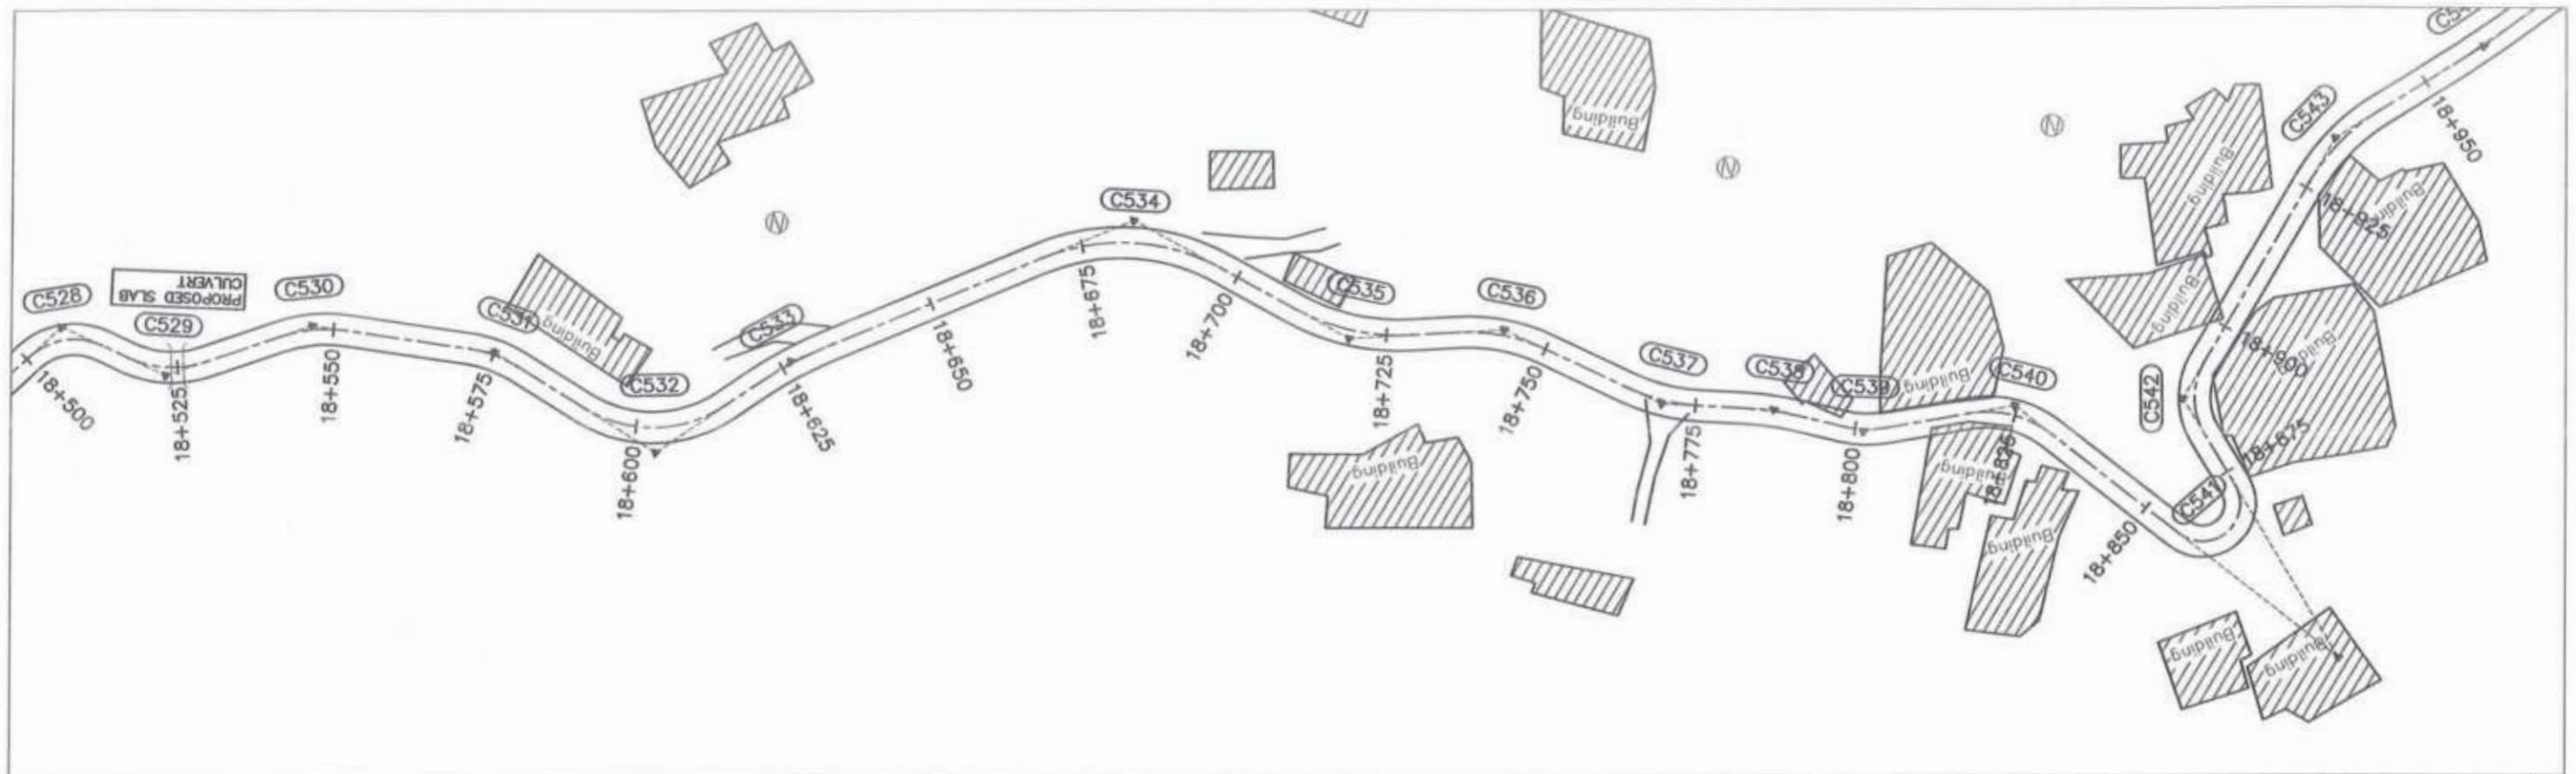 C528
PROPOSED SLAB
CULVERT
C529
C530
C531
Building
C532
C533
C534
C535
C536
C537
C538
C539
C540
C541
C542
C543
18+500
18+525
18+550
18+575
18+600
18+625
18+650
18+675
18+700
18+725
18+750
18+775
18+800
18+825
18+850
18+875
18+900
18+925
18+950
N
N
N
Building
Building
Building
Building
Building
Building
Building
Building
Building
Building
Building